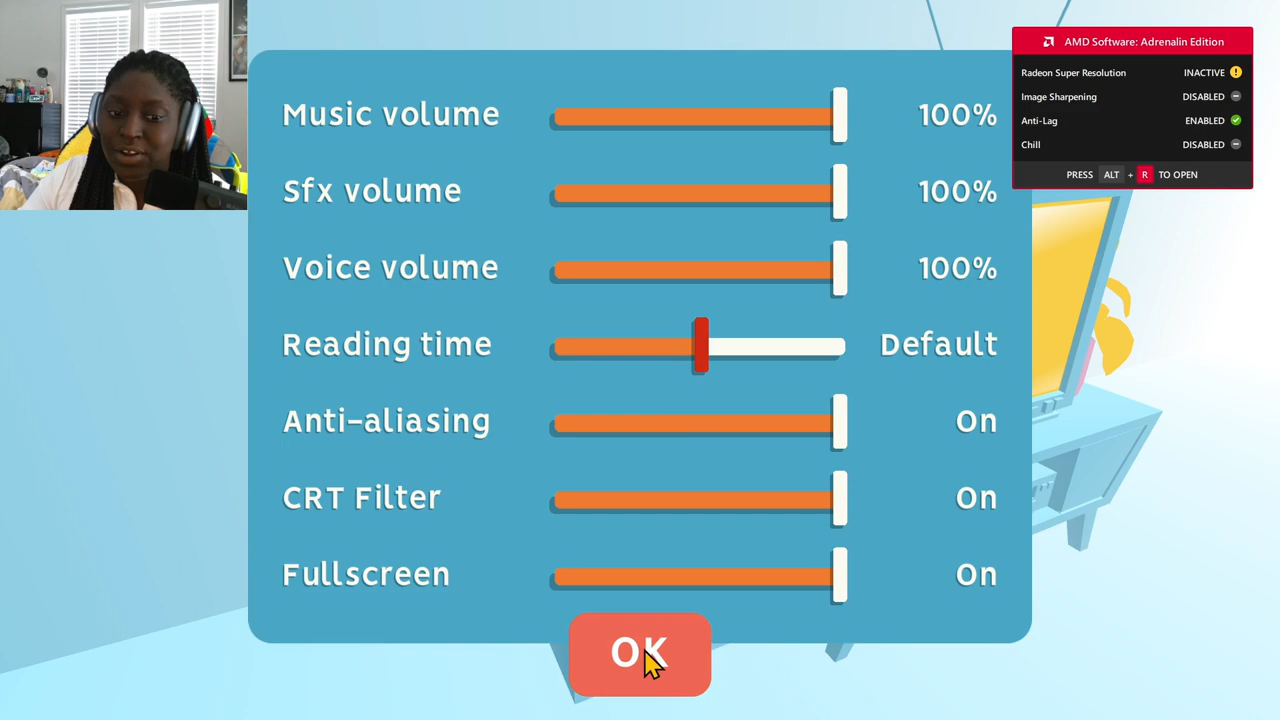 Music volume 100%
Sfx volume 100%
Voice volume 100%
Reading time Default
Anti-aliasing On
CRT Filter On
Fullscreen On
OK
AMD Software: Adrenalin Edition
Radeon Super Resolution INACTIVE
Image Sharpening DISABLED
Anti-Lag ENABLED
Chill DISABLED
PRESS ALT + R TO OPEN